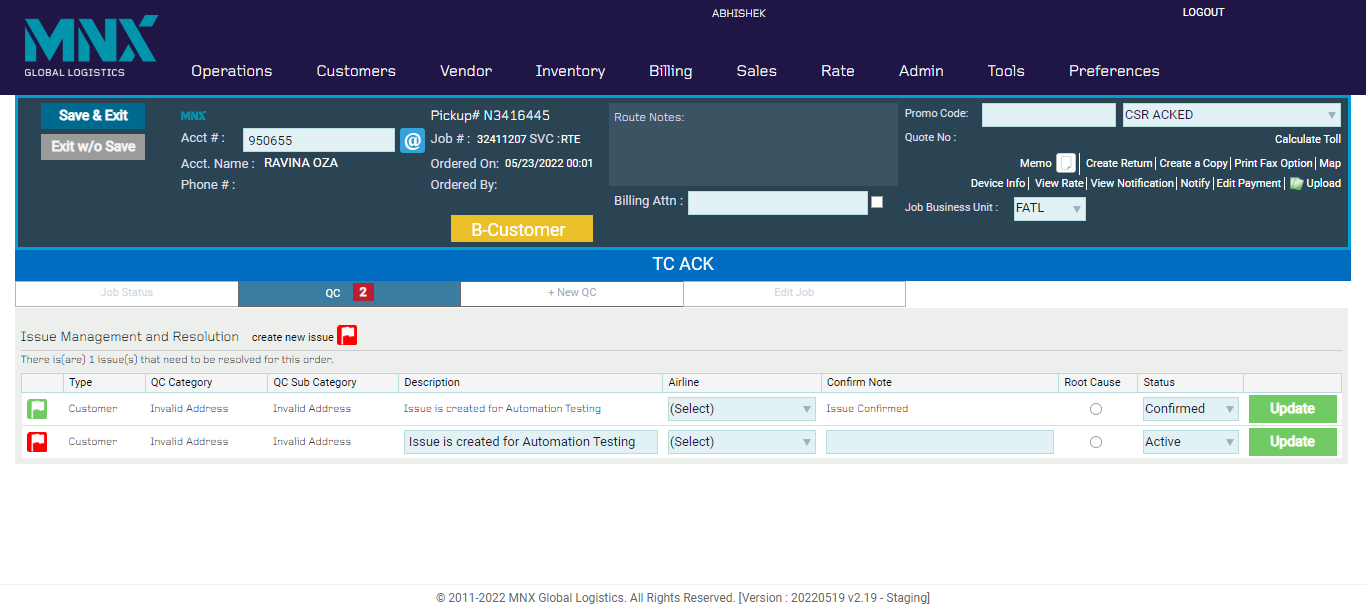 ABHISHEK
LOGOUT
MNX
GLOBAL LOGISTICS
Operations Customers Vendor Inventory Billing Sales Rate Admin Tools Preferences
Save & Exit
Exit w/o Save
MNX
Acct # : 950655 @
Acct. Name : RAVINA OZA
Phone # :
Pickup# N3416445
Job # : 32411207 SVC :RTE
Ordered On: 05/23/2022 00:01
Ordered By:
B-Customer
Route Notes:
Billing Attn :
Promo Code: CSR ACKED
Quote No : Calculate Toll
Memo | Create Return | Create a Copy | Print Fax Option | Map
Device Info | View Rate | View Notification | Notify | Edit Payment | Upload
Job Business Unit : FATL
TC ACK
Job Status QC 2 + New QC Edit Job
Issue Management and Resolution create new issue
There is(are) 1 issue(s) that need to be resolved for this order.
Type QC Category QC Sub Category Description Airline Confirm Note Root Cause Status
Customer Invalid Address Invalid Address Issue is created for Automation Testing (Select) Issue Confirmed Confirmed Update
Customer Invalid Address Invalid Address Issue is created for Automation Testing (Select) Active Update
© 2011-2022 MNX Global Logistics. All Rights Reserved. [Version : 20220519 v2.19 - Staging]